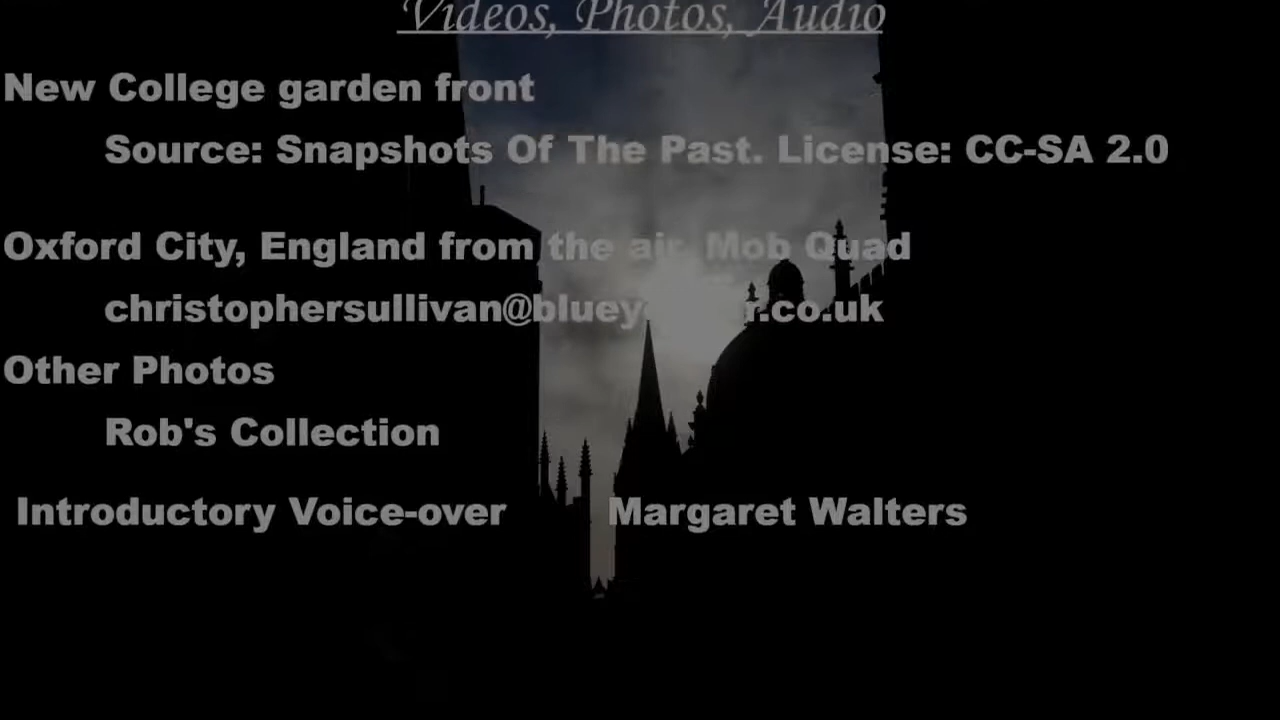 Videos, Photos, Audio
New College garden front
Source: Snapshots Of The Past. License: CC-SA 2.0
Oxford City, England from the air, Mob Quad
Other Photos
Rob's Collection
Introductory Voice-over Margaret Walters